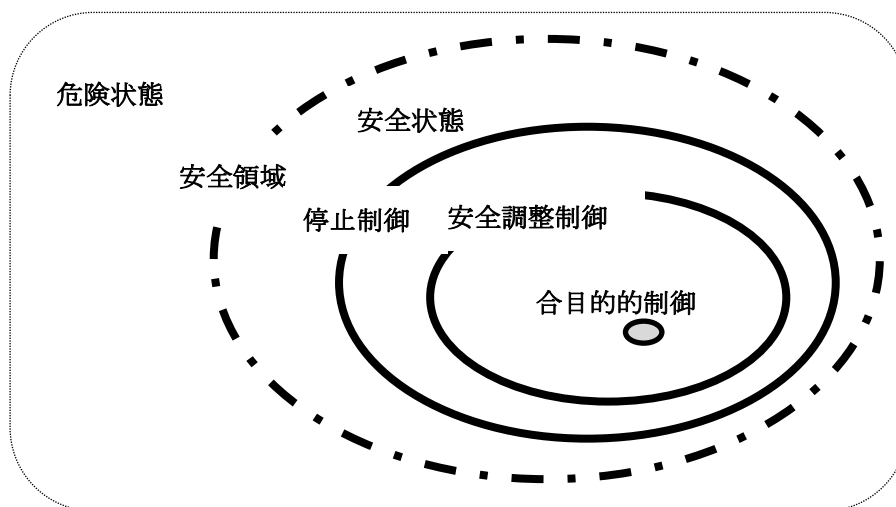 危険状態
安全状態
安全領域
停止制御
安全調整制御
合目的的制御